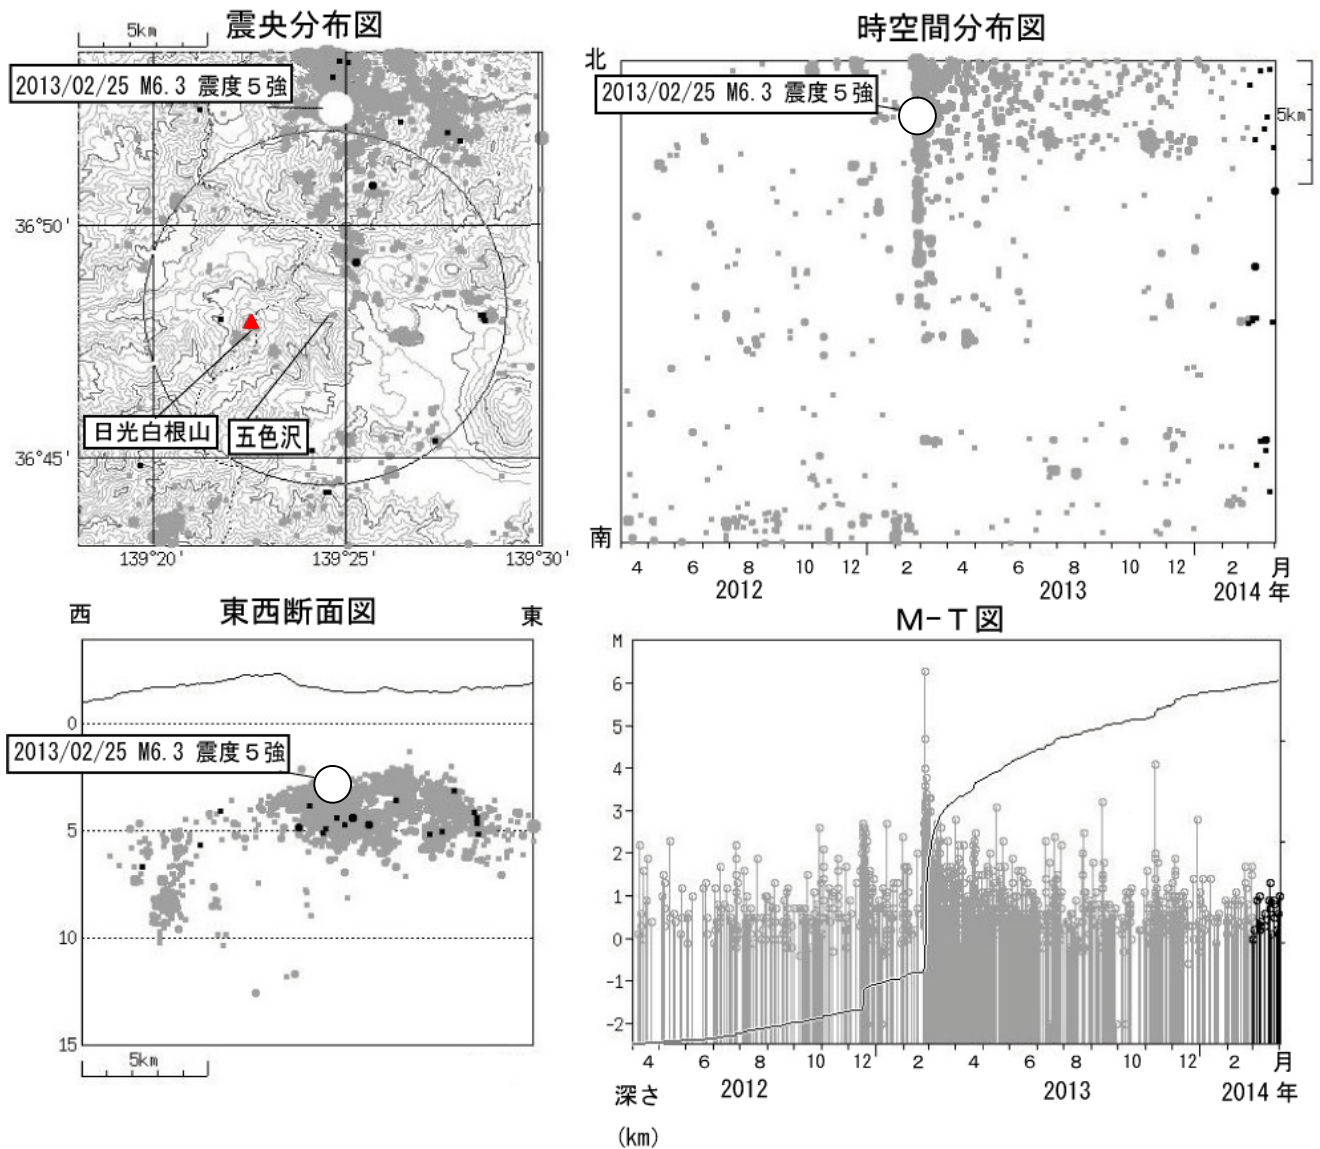 震央分布図
5km
2013/02/25 M6.3 震度５強
36°50'
36°45'
日光白根山
五色沢
139°20'
139°25'
139°30'
時空間分布図
北
2013/02/25 M6.3 震度５強
5km
南
4 6 8 10 12 2 4 6 8 10 12 2 月
2012 2013 2014 年
東西断面図
西 東
0
2013/02/25 M6.3 震度５強
5
10
15
5km
深さ
(km)
Ｍ-Ｔ図
M
6
5
4
3
2
1
0
-1
-2
4 6 8 10 12 2 4 6 8 10 12 2 月
2012 2013 2014 年